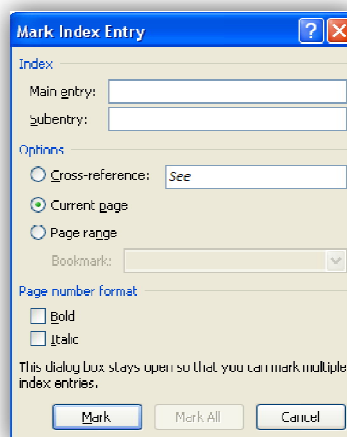 Mark Index Entry
Index
Main entry:
Subentry:
Options
Cross-reference: See
Current page
Page range
Bookmark:
Page number format
Bold
Italic
This dialog box stays open so that you can mark multiple
index entries.
Mark Mark All Cancel